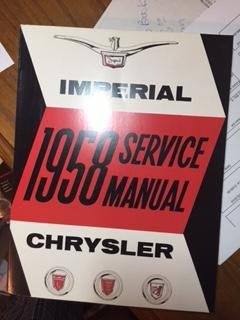 IMPERIAL
1958 SERVICE
MANUAL
CHRYSLER